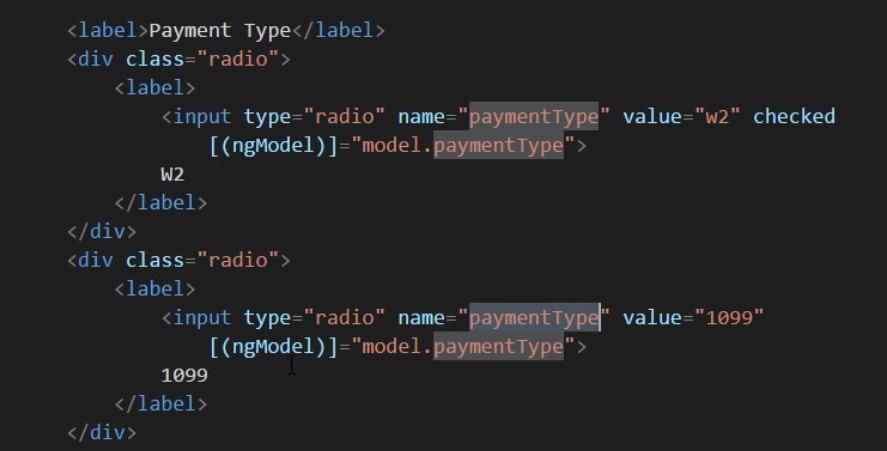 <label>Payment Type</label>
<div class="radio">
<label>
<input type="radio" name="paymentType" value="w2" checked
[(ngModel)]="model.paymentType">
W2
</label>
</div>
<div class="radio">
<label>
<input type="radio" name="paymentType" value="1099"
[(ngModel)]="model.paymentType">
1099
</label>
</div>